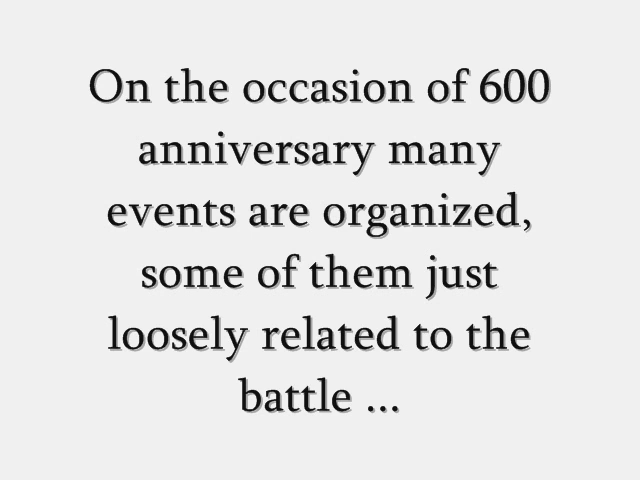 On the occasion of 600
anniversary many
events are organized,
some of them just
loosely related to the
battle ...